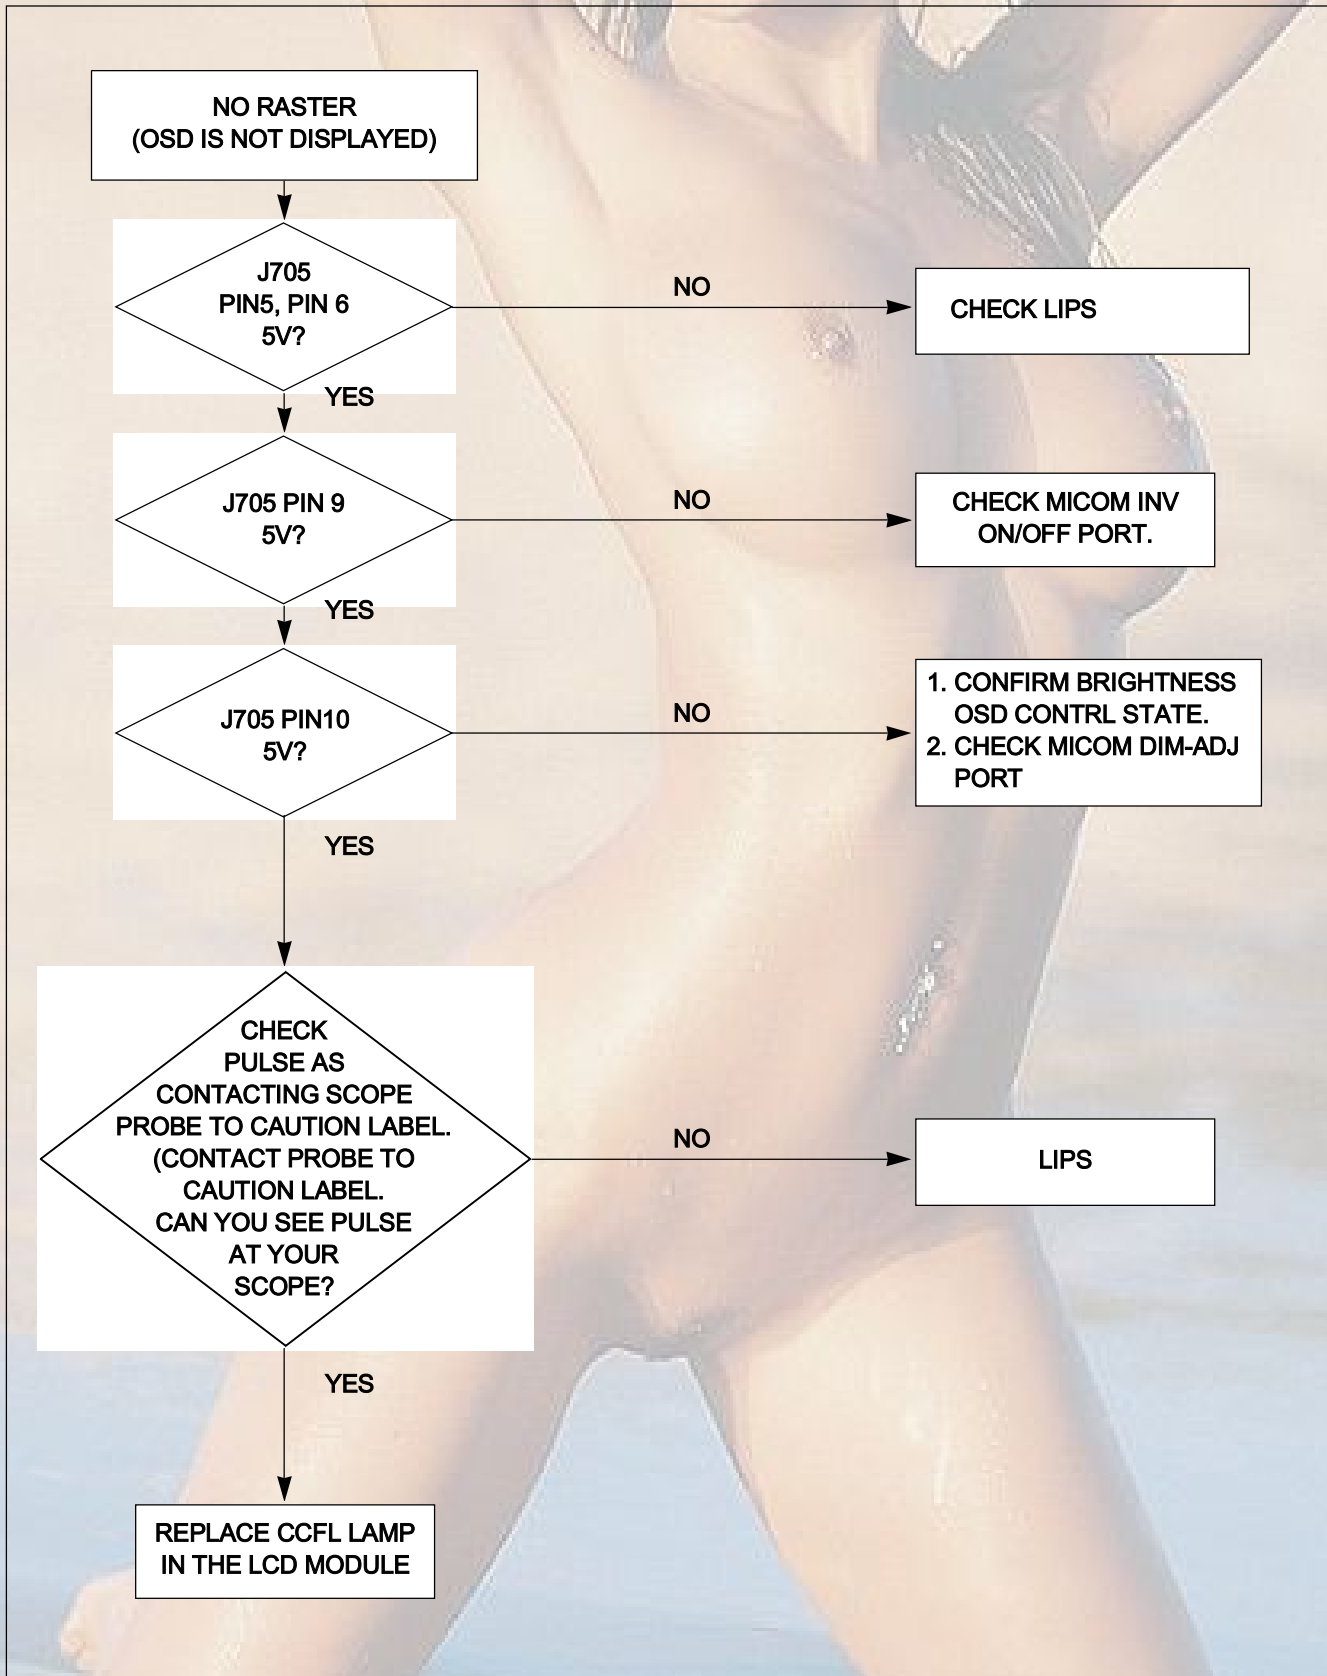 NO RASTER
(OSD IS NOT DISPLAYED)
J705
PIN5, PIN 6
5V?
NO
CHECK LIPS
YES
J705 PIN 9
5V?
NO
CHECK MICOM INV
ON/OFF PORT.
YES
J705 PIN10
5V?
NO
1. CONFIRM BRIGHTNESS
OSD CONTRL STATE.
2. CHECK MICOM DIM-ADJ
PORT
YES
CHECK
PULSE AS
CONTACTING SCOPE
PROBE TO CAUTION LABEL.
(CONTACT PROBE TO
CAUTION LABEL.
CAN YOU SEE PULSE
AT YOUR
SCOPE?
NO
LIPS
YES
REPLACE CCFL LAMP
IN THE LCD MODULE